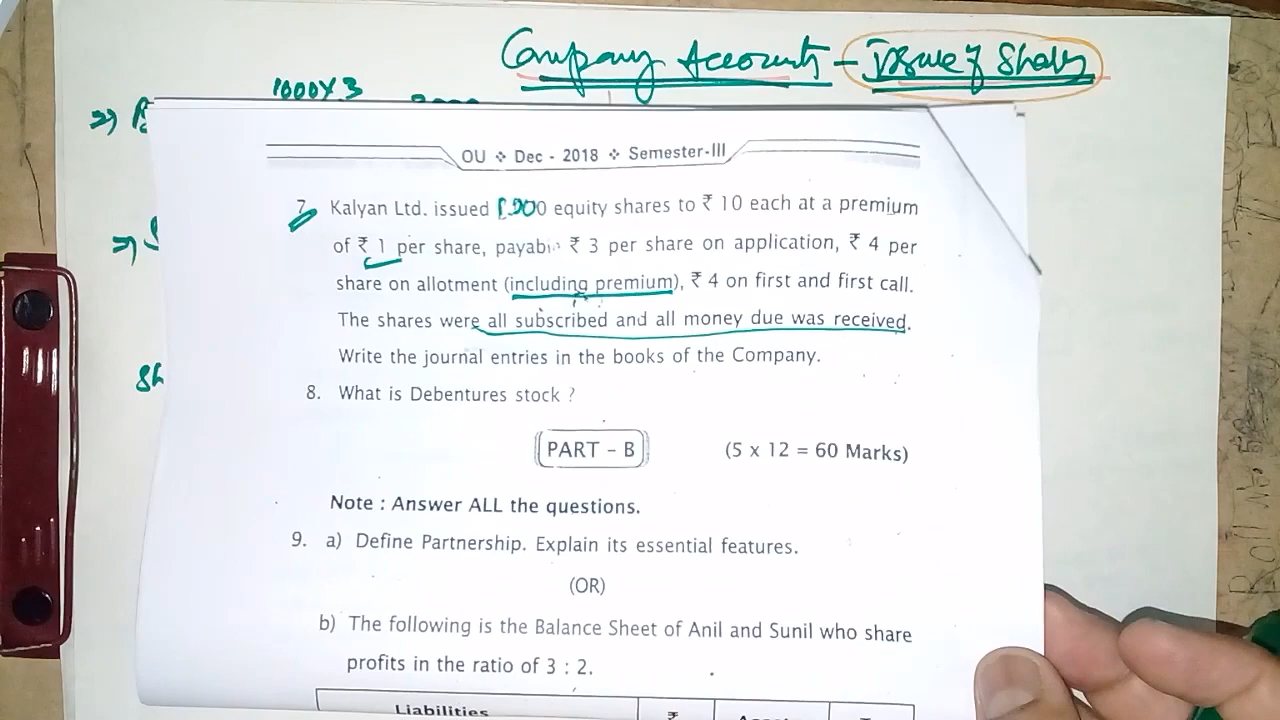 Company Accounts – Issue of Shares
1000 X 3
OU ❖ Dec - 2018 ❖ Semester-III
7. Kalyan Ltd. issued 1000 equity shares to ₹ 10 each at a premium
of ₹ 1 per share, payable ₹ 3 per share on application, ₹ 4 per
share on allotment (including premium), ₹ 4 on first and first call.
The shares were all subscribed and all money due was received.
Write the journal entries in the books of the Company.
8. What is Debentures stock ?
PART – B (5 x 12 = 60 Marks)
Note : Answer ALL the questions.
9. a) Define Partnership. Explain its essential features.
(OR)
b) The following is the Balance Sheet of Anil and Sunil who share
profits in the ratio of 3 : 2.
Liabilities ₹
Roll No